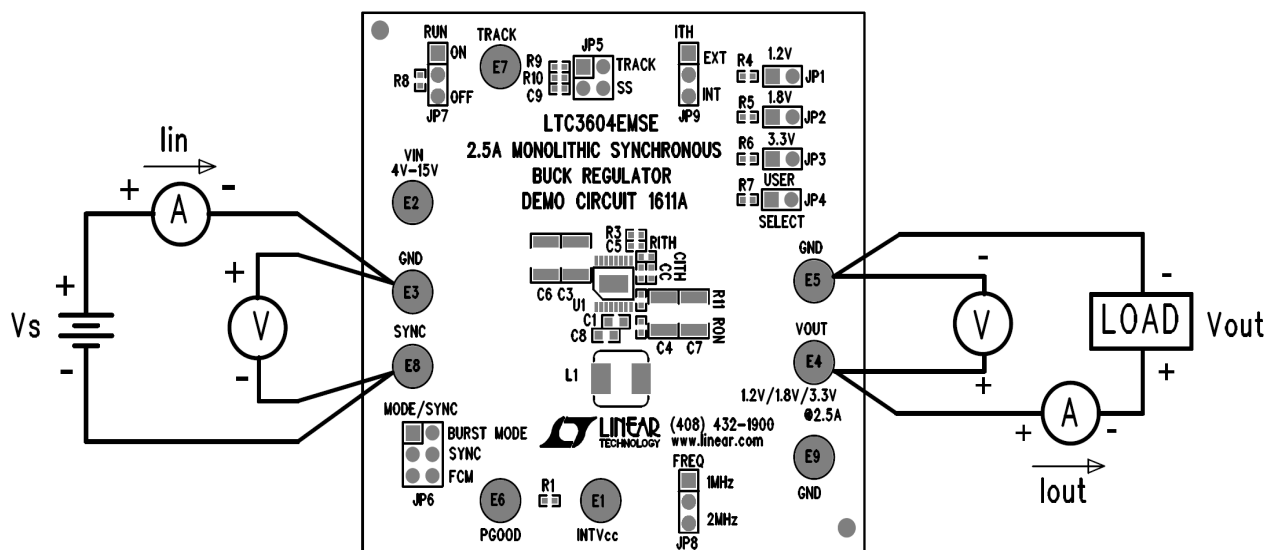 RUN
ON
R8
OFF
JP7
TRACK
E7
R9
R10
C9
JP5
TRACK
SS
ITH
EXT
INT
JP9
R4
1.2V
JP1
R5
1.8V
JP2
R6
3.3V
JP3
R7
USER
JP4
SELECT
LTC3604EMSE
2.5A MONOLITHIC SYNCHRONOUS
BUCK REGULATOR
DEMO CIRCUIT 1611A
Iin
+ A -
VIN
4V-15V
E2
GND
E3
SYNC
E8
+
Vs
-
+
V
-
R3
C5
RITH
CITH
CC
C6 C3
U1
R11
RON
C1
C8
C4 C7
L1
GND
E5
VOUT
E4
1.2V/1.8V/3.3V
@2.5A
E9
GND
-
V
+
-
LOAD
Vout
+
+ A -
Iout
MODE/SYNC
BURST MODE
SYNC
FCM
JP6
LINEAR
TECHNOLOGY
(408) 432-1900
www.linear.com
E6
PGOOD
R1
E1
INTVcc
FREQ
1MHz
2MHz
JP8